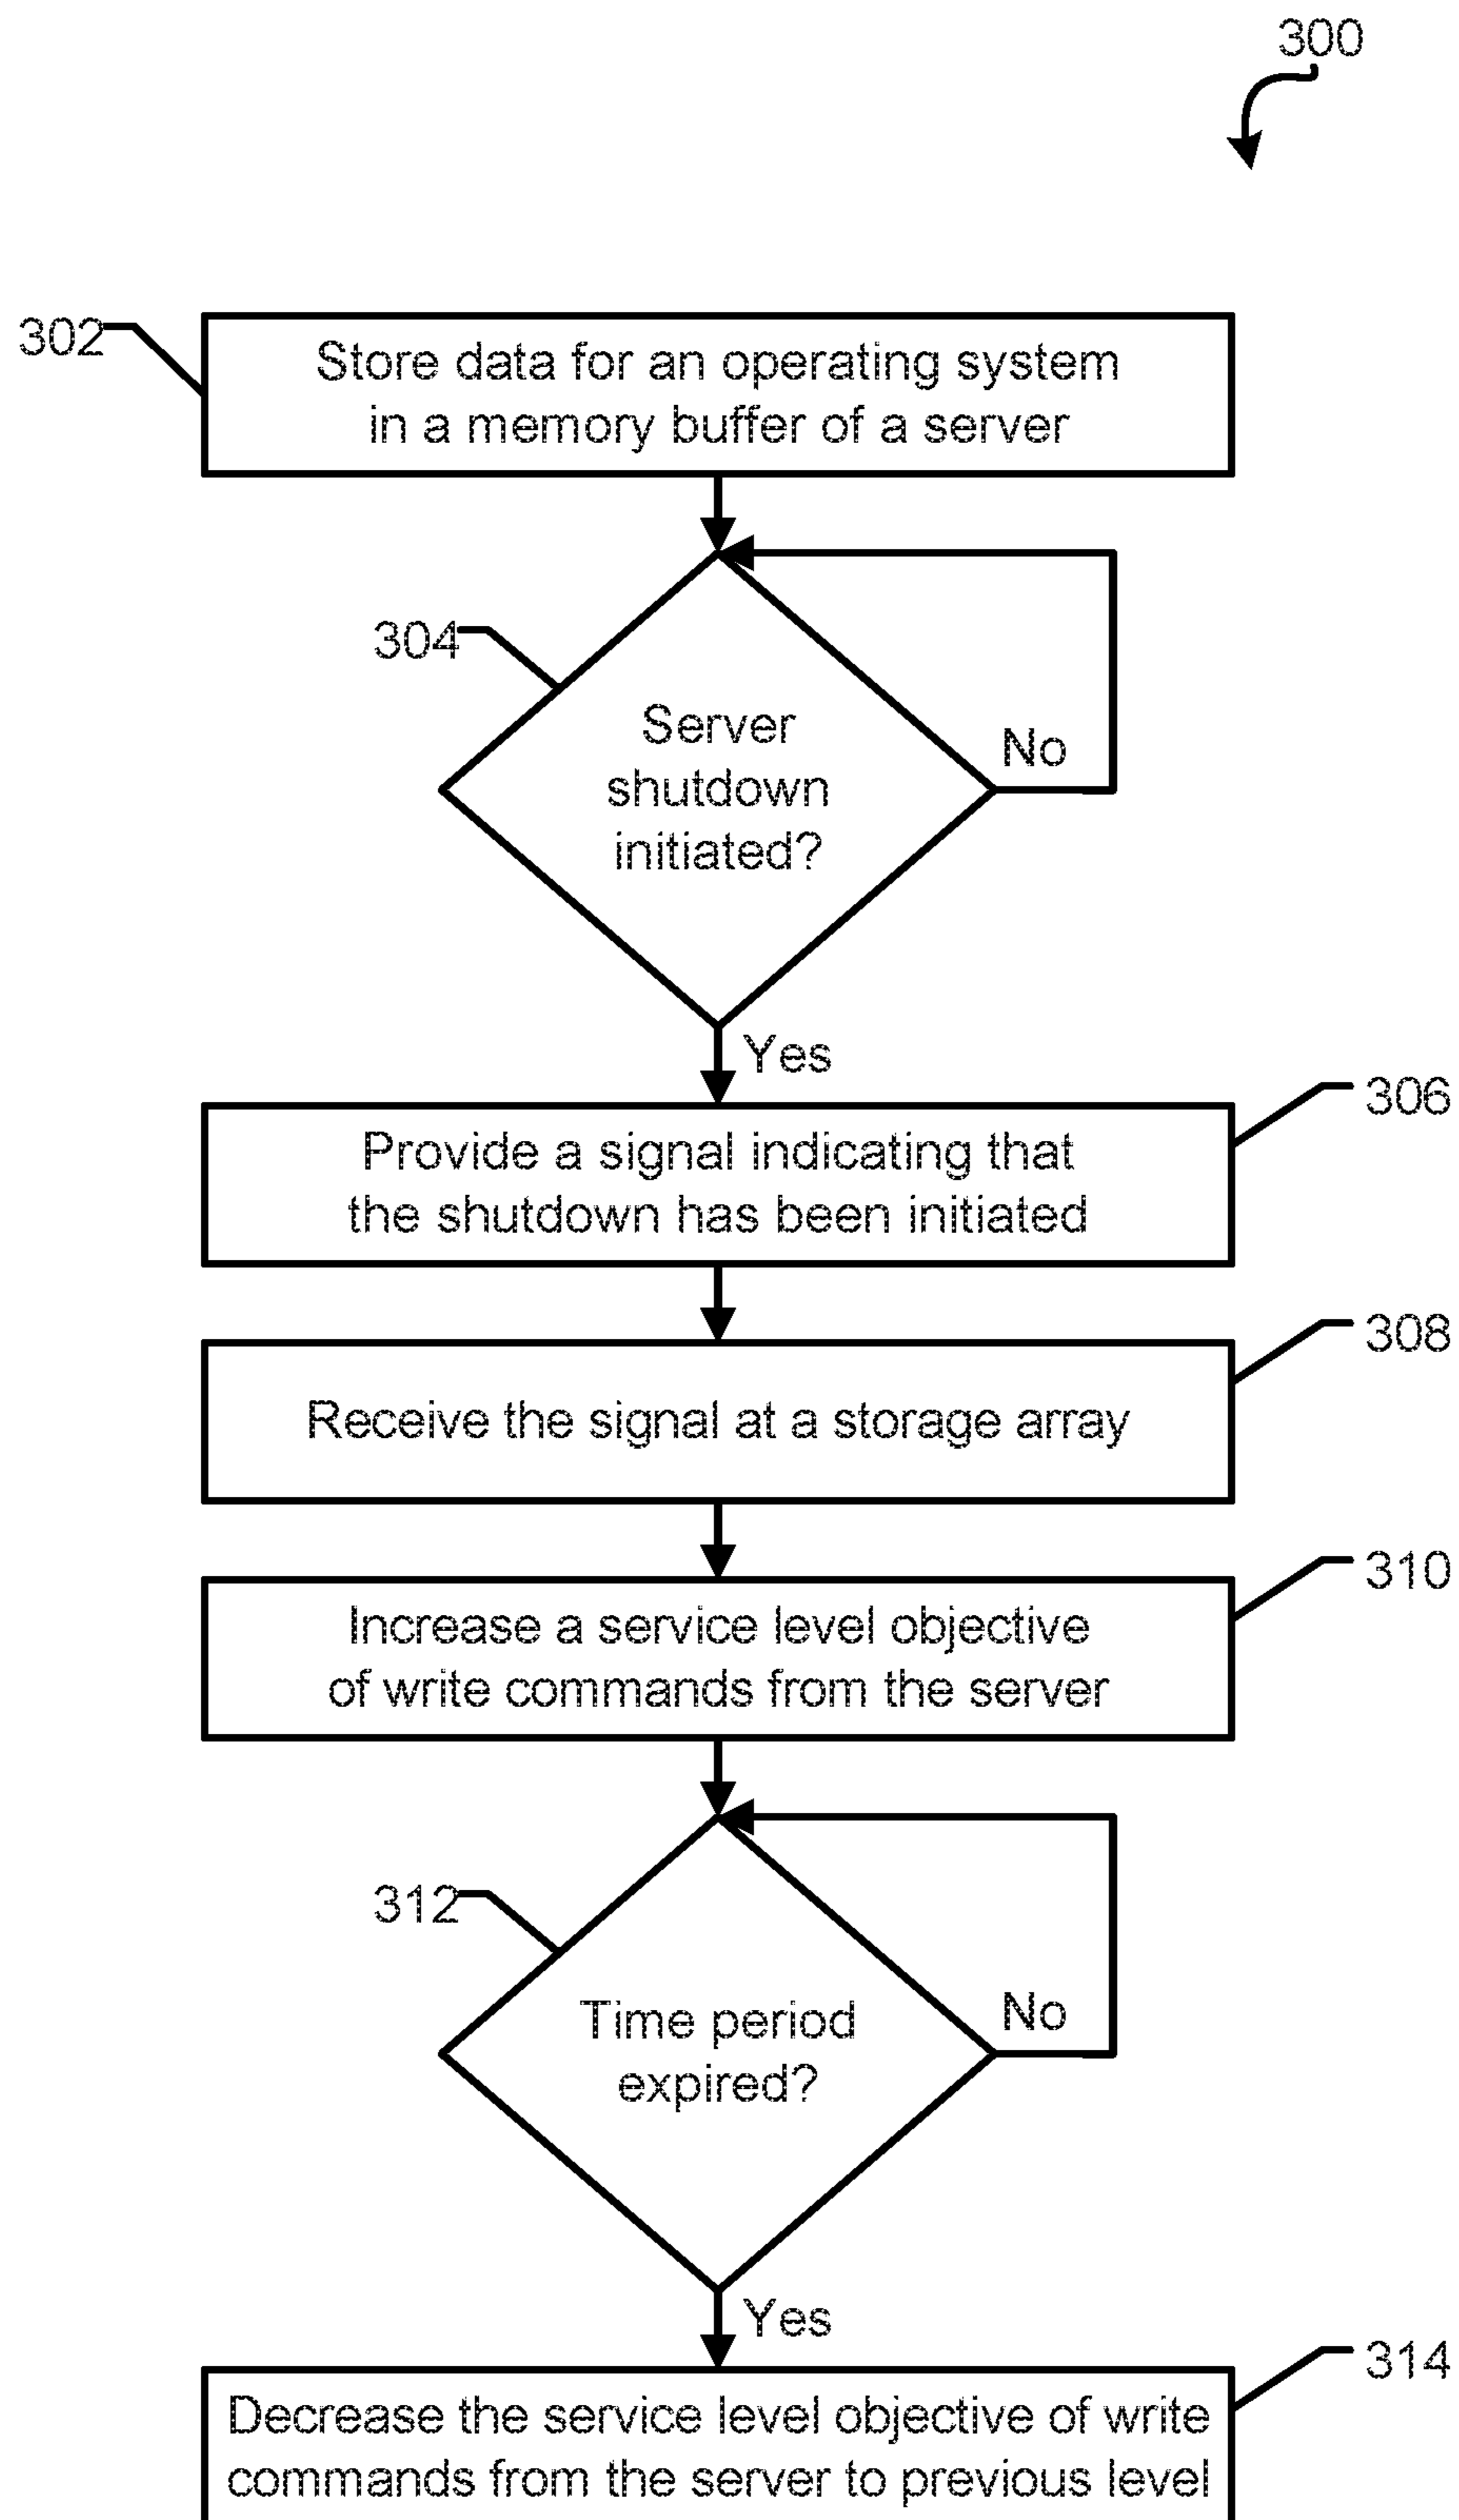 300
302
Store data for an operating system
in a memory buffer of a server
304
Server
shutdown
initiated?
No
Yes
306
Provide a signal indicating that
the shutdown has been initiated
308
Receive the signal at a storage array
310
Increase a service level objective
of write commands from the server
312
Time period
expired?
No
Yes
314
Decrease the service level objective of write
commands from the server to previous level